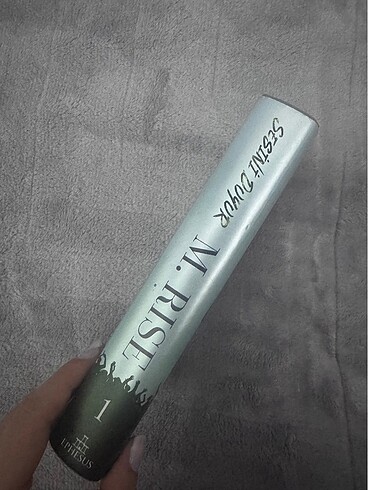 SESİNİ DUYUR
M. RISE
1
EPHESUS